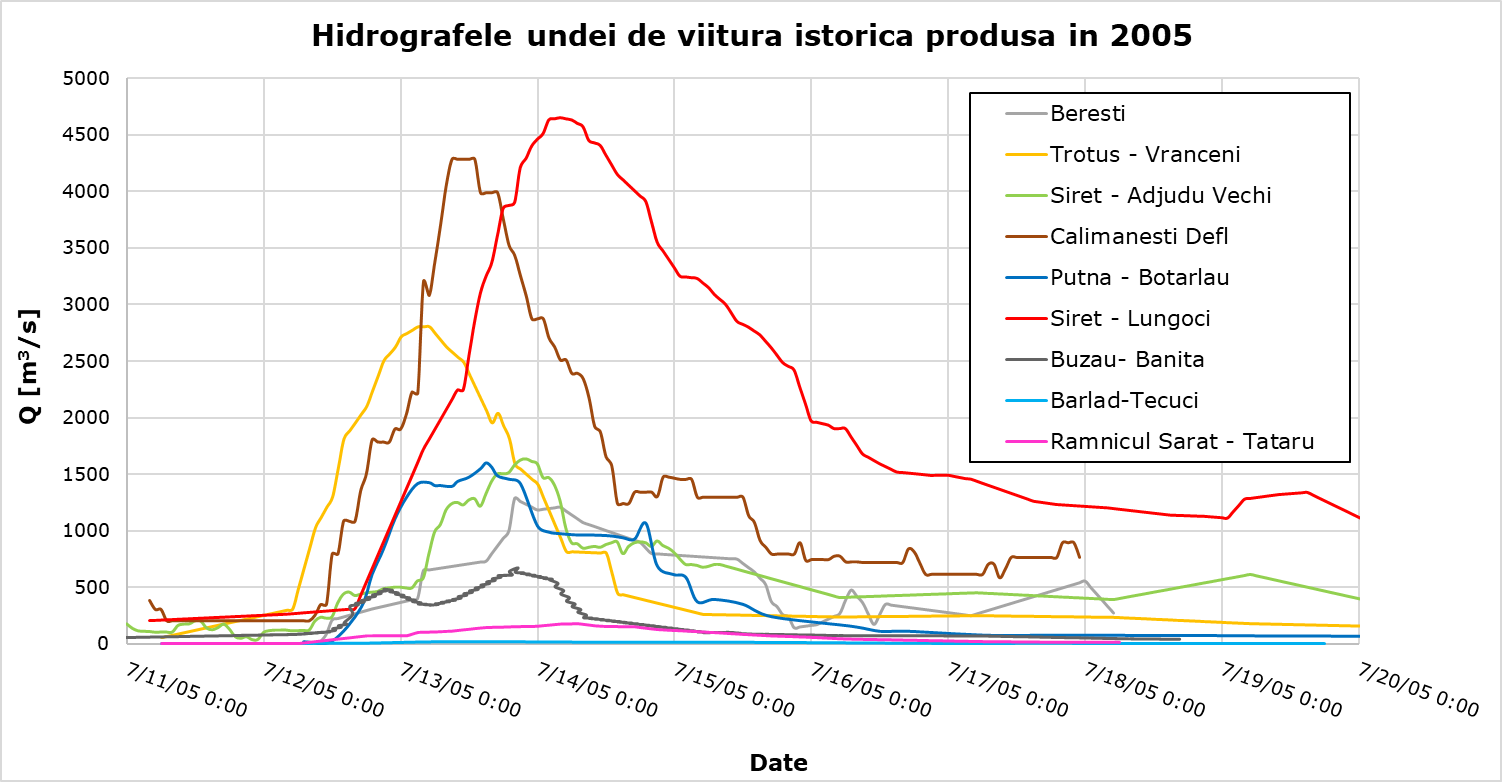 Hidrografele undei de viitura istorica produsa in 2005
Q [m³/s]
5000
4500
4000
3500
3000
2500
2000
1500
1000
500
0
Beresti
Trotus - Vranceni
Siret - Adjudu Vechi
Calimanesti Defl
Putna - Botarlau
Siret - Lungoci
Buzau- Banita
Barlad-Tecuci
Ramnicul Sarat - Tataru
7/11/05 0:00
7/12/05 0:00
7/13/05 0:00
7/14/05 0:00
7/15/05 0:00
7/16/05 0:00
7/17/05 0:00
7/18/05 0:00
7/19/05 0:00
7/20/05 0:00
Date